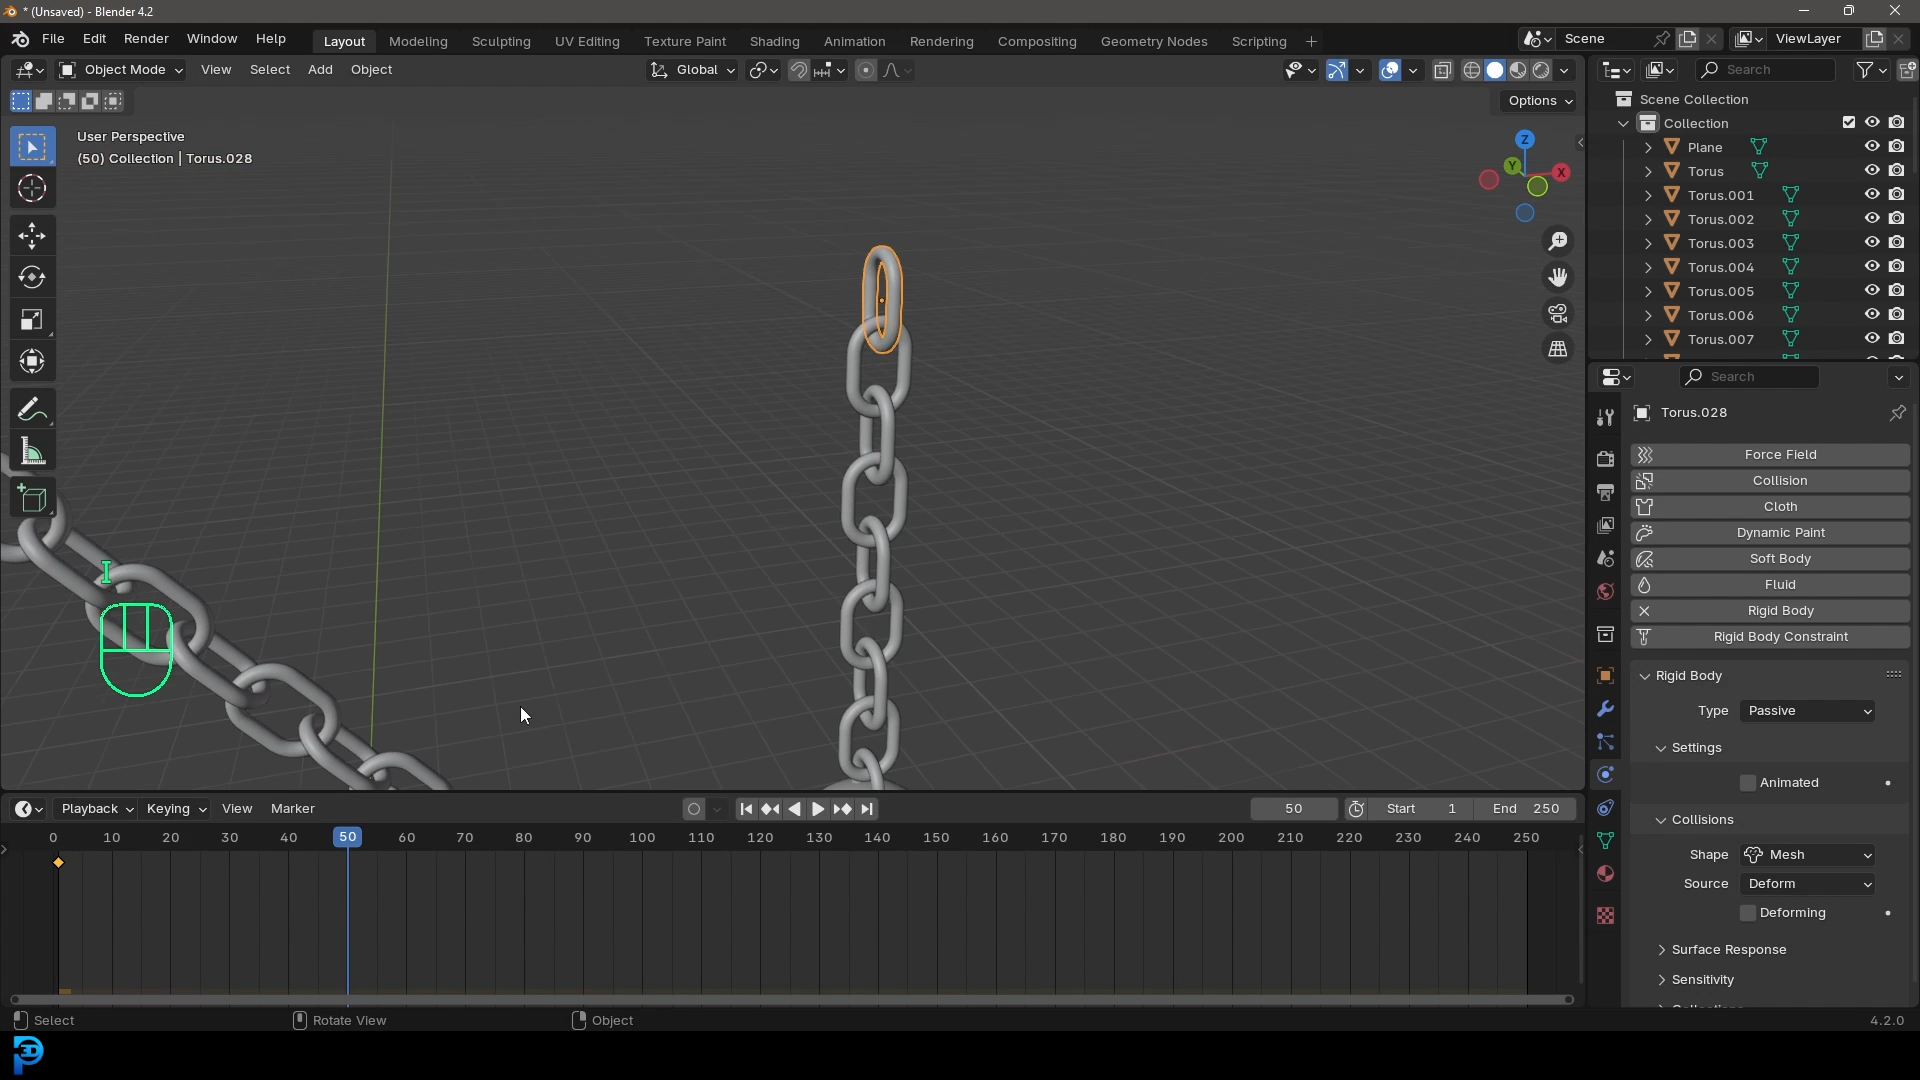 * (Unsaved) - Blender 4.2
File Edit Render Window Help Layout Modeling Sculpting UV Editing Texture Paint Shading Animation Rendering Compositing Geometry Nodes Scripting + Scene ViewLayer
Object Mode View Select Add Object Global Search
Options
User Perspective
(50) Collection | Torus.028
Z
Y
X
Scene Collection
Collection
Plane
Torus
Torus.001
Torus.002
Torus.003
Torus.004
Torus.005
Torus.006
Torus.007
Search
Torus.028
Force Field
Collision
Cloth
Dynamic Paint
Soft Body
Fluid
Rigid Body
Rigid Body Constraint
Rigid Body
Type Passive
Settings
Animated
Collisions
Shape Mesh
Source Deform
Deforming
Surface Response
Sensitivity
I
Playback Keying View Marker 50 Start 1 End 250
0 10 20 30 40 50 60 70 80 90 100 110 120 130 140 150 160 170 180 190 200 210 220 230 240 250
Select Rotate View Object 4.2.0